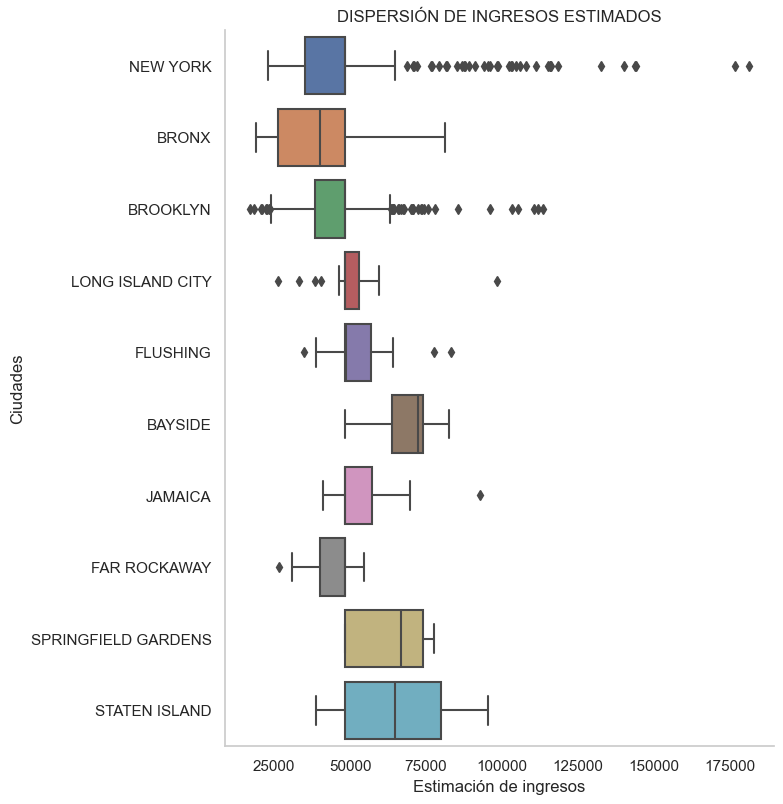 DISPERSIÓN DE INGRESOS ESTIMADOS
NEW YORK
BRONX
BROOKLYN
LONG ISLAND CITY
FLUSHING
BAYSIDE
JAMAICA
FAR ROCKAWAY
SPRINGFIELD GARDENS
STATEN ISLAND
Ciudades
25000 50000 75000 100000 125000 150000 175000
Estimación de ingresos